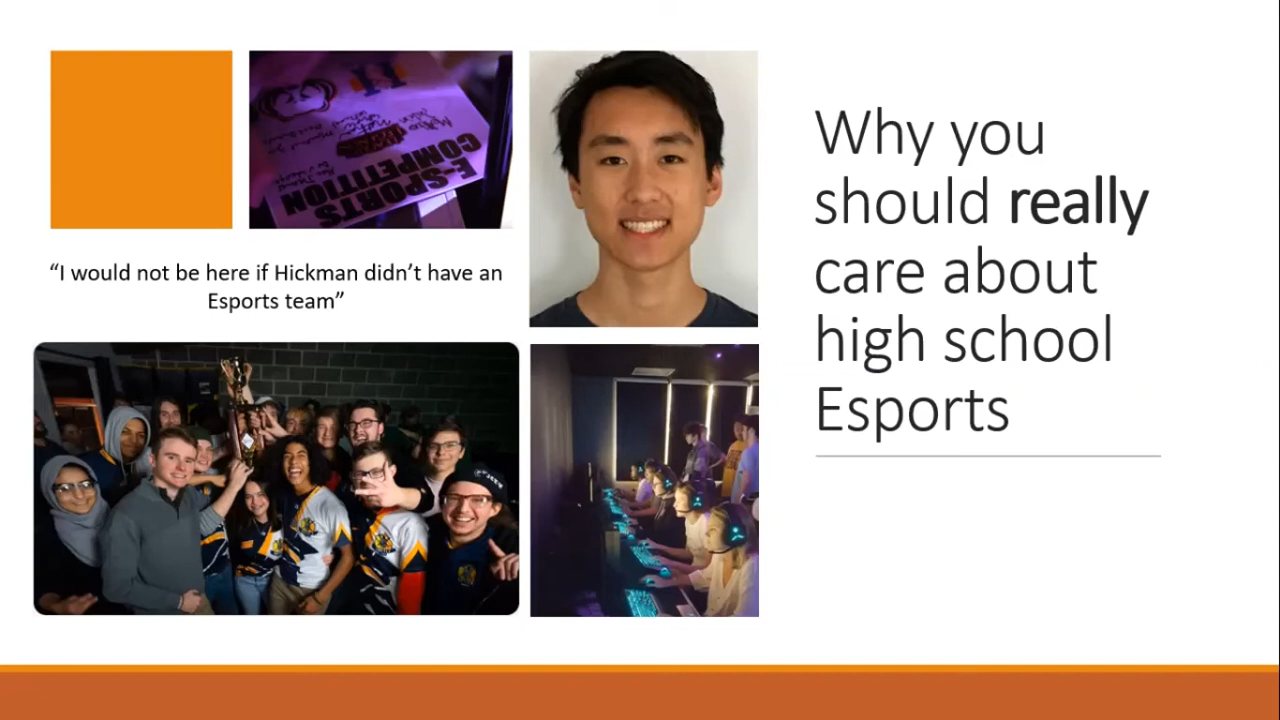 “I would not be here if Hickman didn’t have an
Esports team”
E-SPORTS
COMPETITION
Why you
should really
care about
high school
Esports